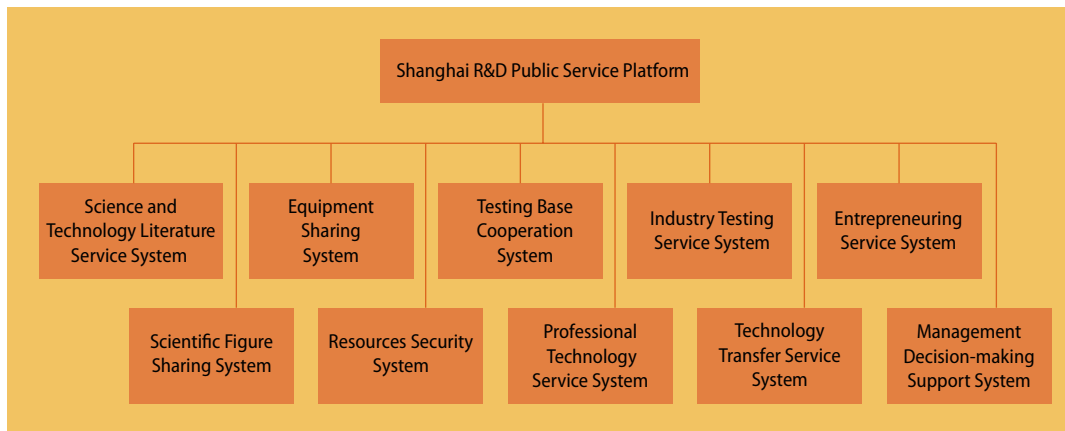 Shanghai R&D Public Service Platform
Science and
Technology Literature
Service System
Equipment
Sharing
System
Testing Base
Cooperation
System
Industry Testing
Service System
Entrepreneuring
Service System
Scientific Figure
Sharing System
Resources Security
System
Professional
Technology
Service System
Technology
Transfer Service
System
Management
Decision-making
Support System